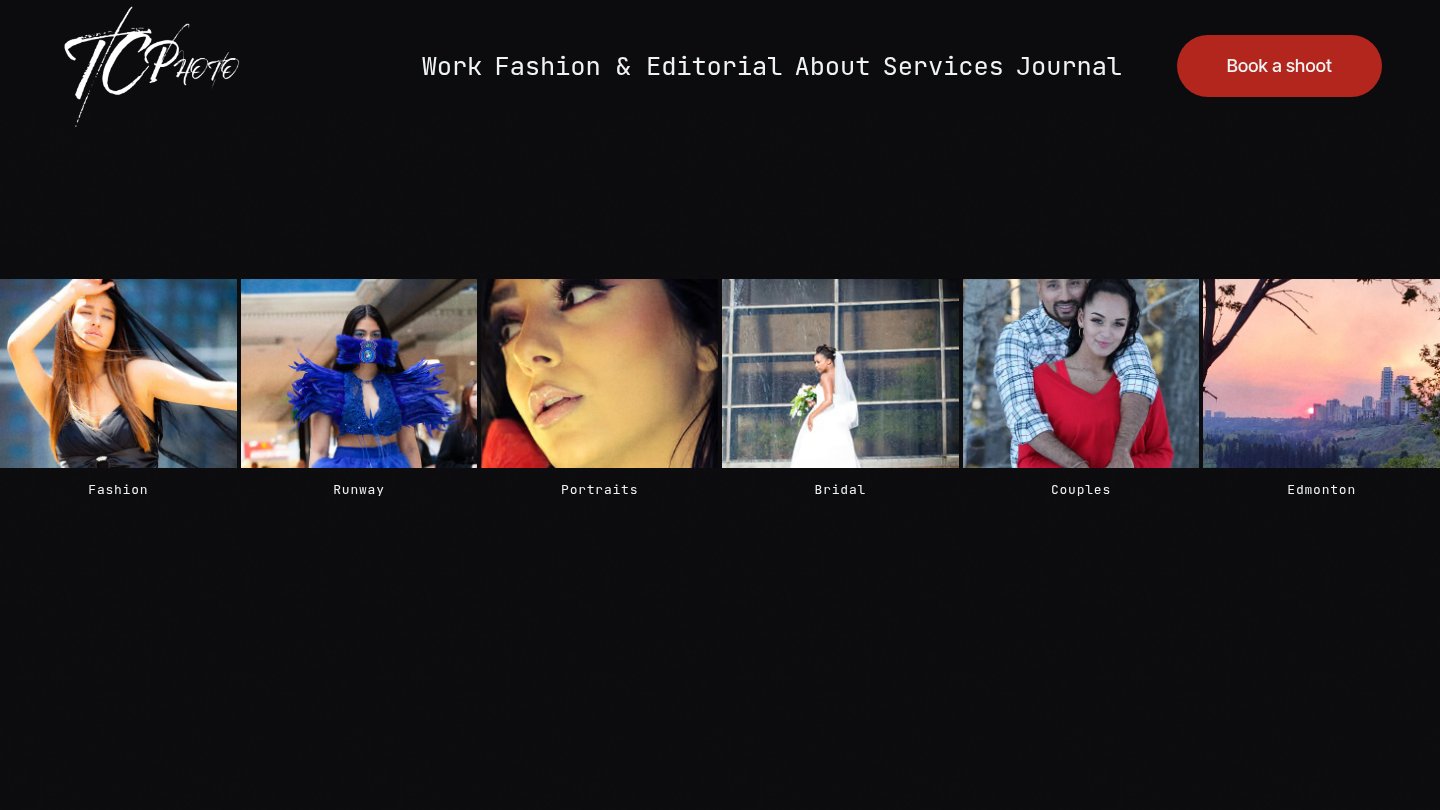 TCPHOTO
Work Fashion & Editorial About Services Journal
Book a shoot
Fashion
Runway
Portraits
Bridal
Couples
Edmonton